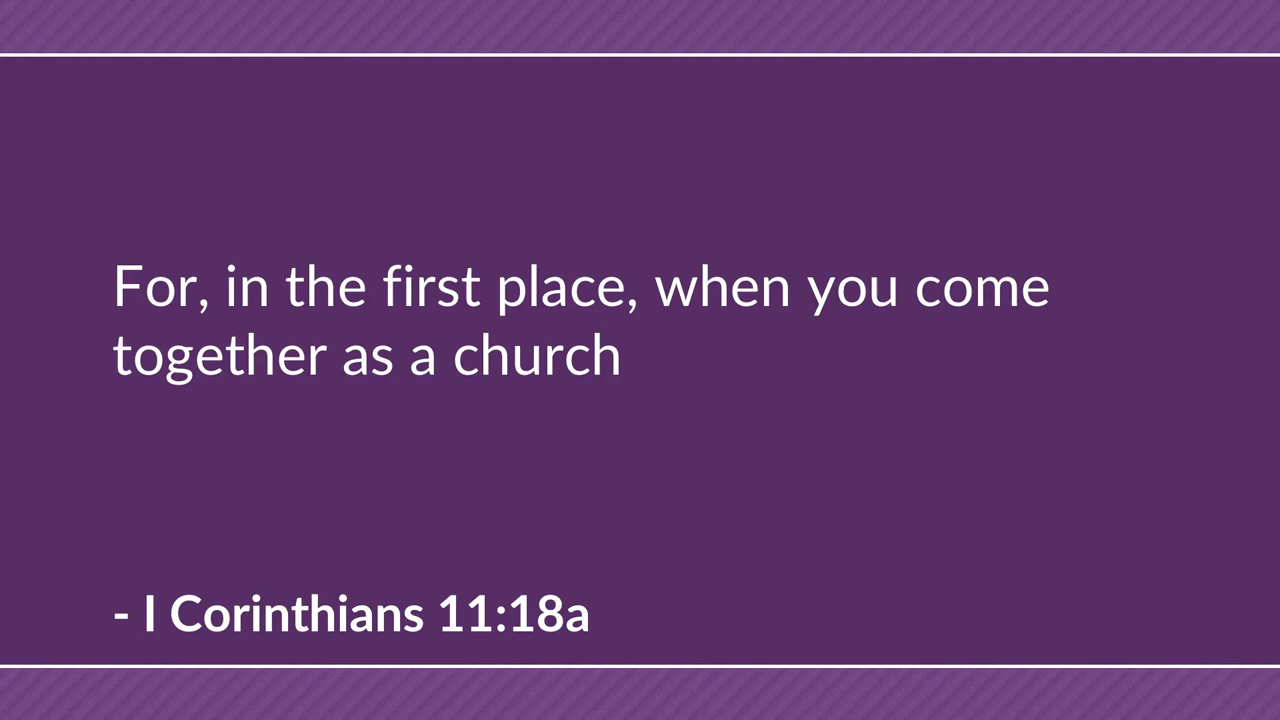 For, in the first place, when you come
together as a church
- I Corinthians 11:18a